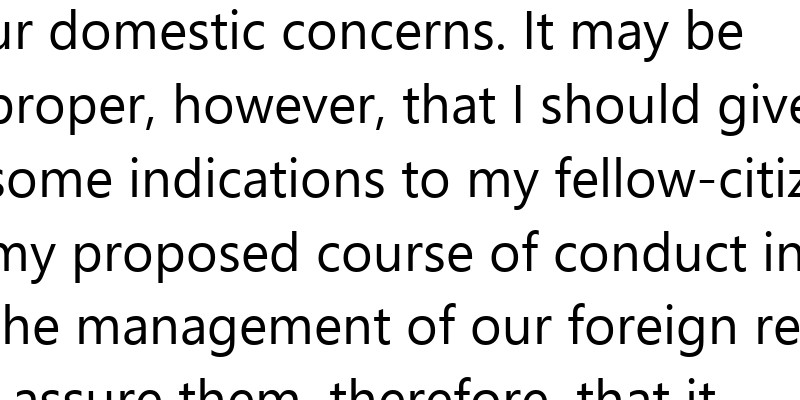 ur domestic concerns. It may be
proper, however, that I should give
some indications to my fellow-citiz
my proposed course of conduct in
he management of our foreign re
assure them, therefore, that it